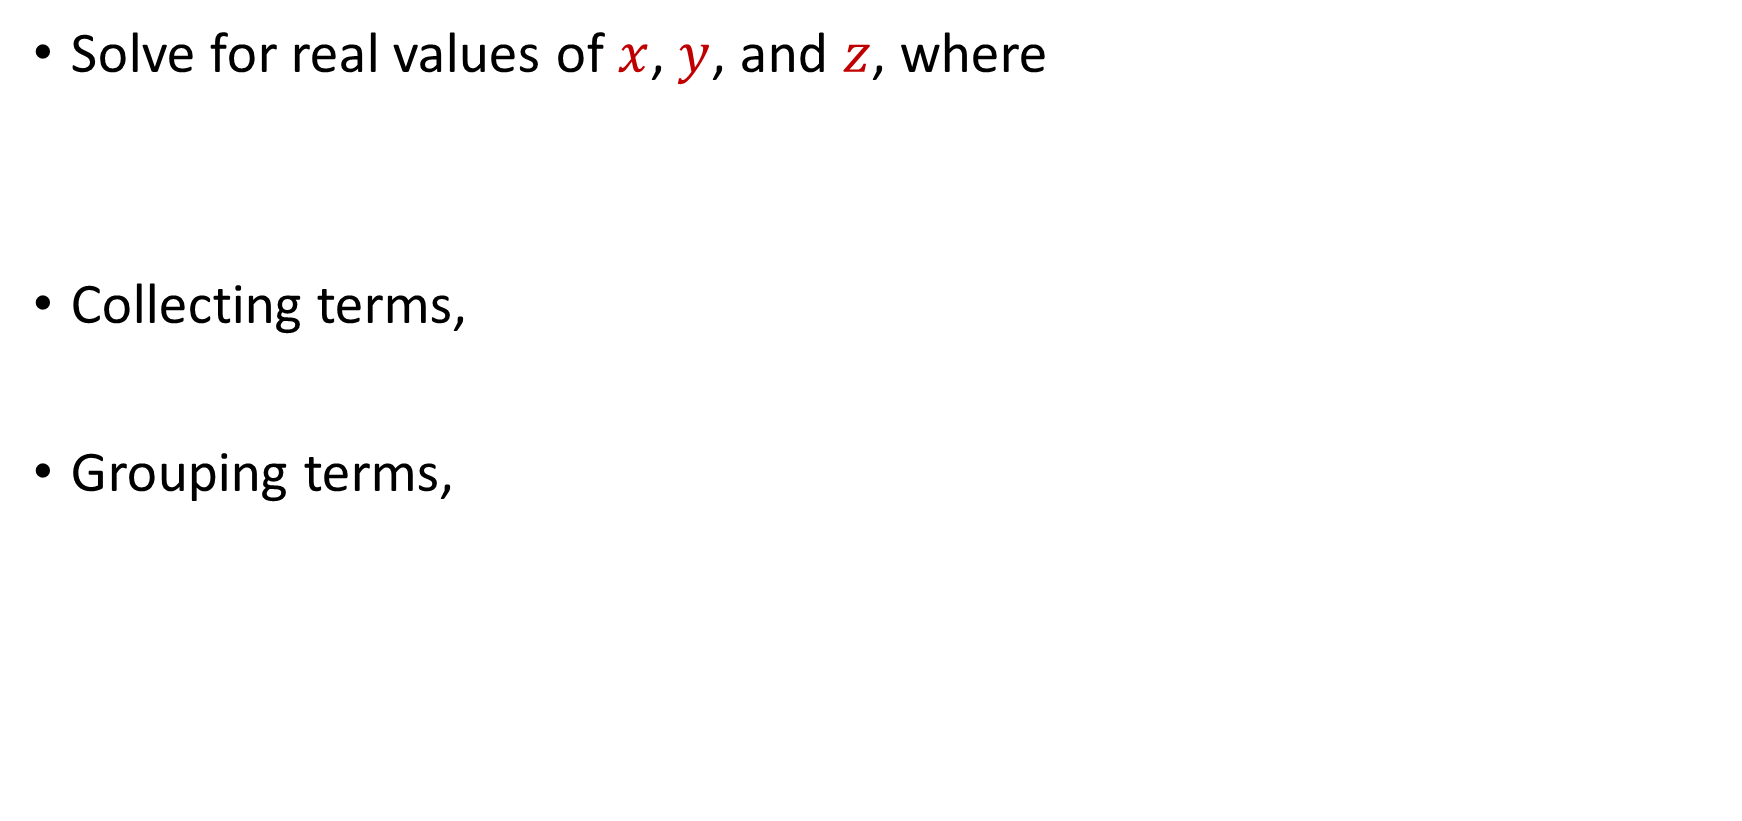 • Solve for real values of x, y, and z, where
• Collecting terms,
• Grouping terms,